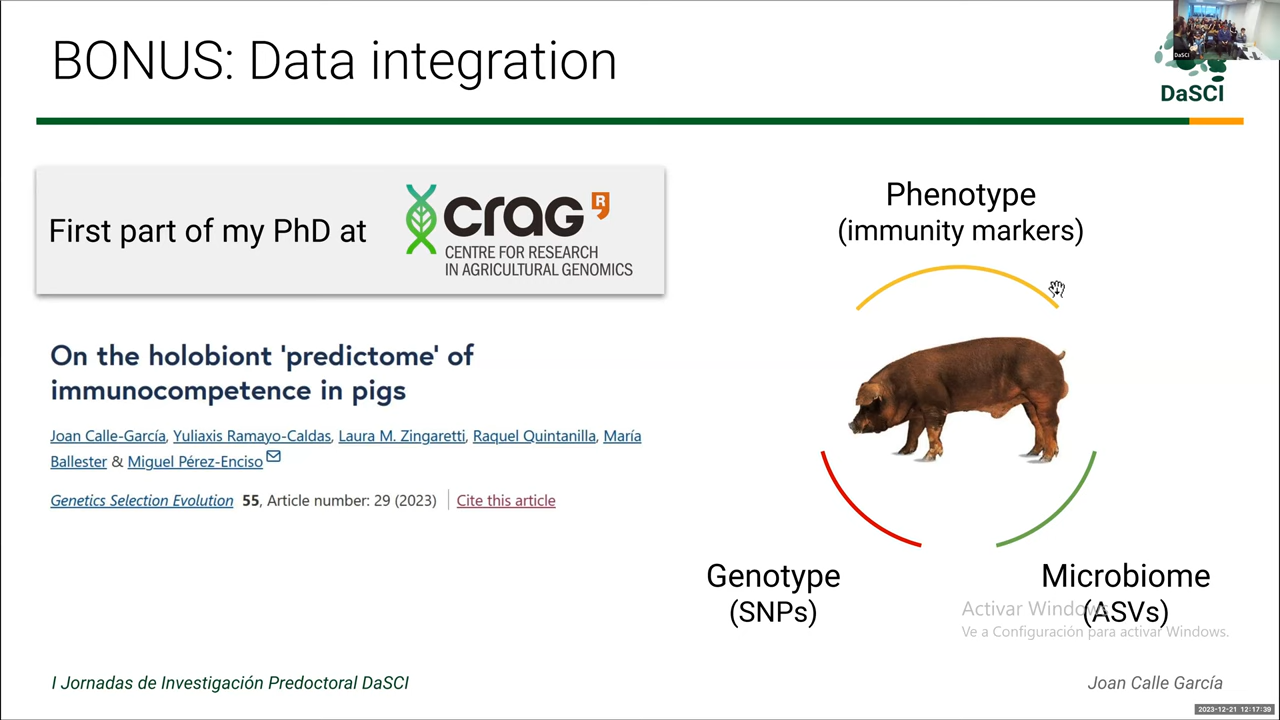 BONUS: Data integration
DaSCI
DaSCI
First part of my PhD at
crag
R
CENTRE FOR RESEARCH
IN AGRICULTURAL GENOMICS
Phenotype
(immunity markers)
On the holobiont 'predictome' of
immunocompetence in pigs
Joan Calle-García, Yuliaxis Ramayo-Caldas, Laura M. Zingaretti, Raquel Quintanilla, María
Ballester & Miguel Pérez-Enciso
Genetics Selection Evolution 55, Article number: 29 (2023) Cite this article
Genotype
(SNPs)
Microbiome
(ASVs)
Activar Windows
Ve a Configuración para activar Windows.
I Jornadas de Investigación Predoctoral DaSCI
Joan Calle García
2023-12-21 12:17:39